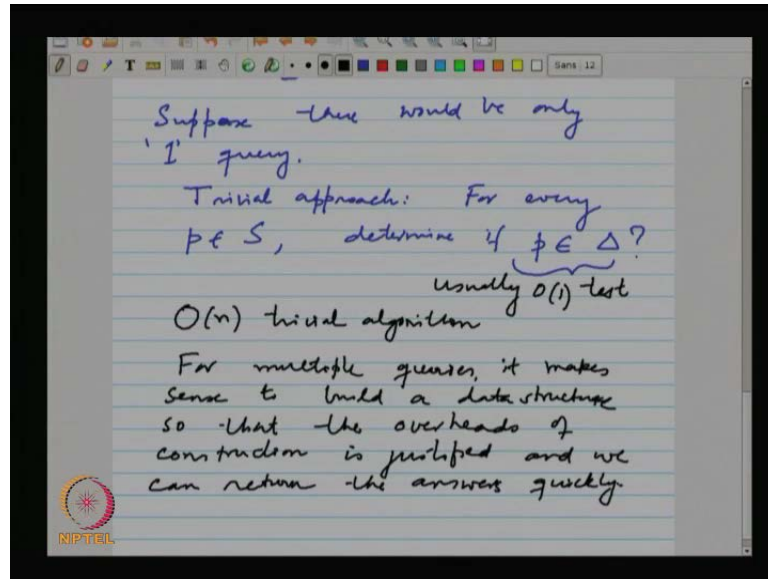 Sans 12
Suppose there would be only
'1' query.
Trivial approach: For every
p ∈ S, determine if p ∈ Δ?
usually O(1) test
O(n) trivial algorithm
For multiple queries, it makes
sense to build a data structure
so that the overheads of
construction is justified and we
can return the answers quickly.
NPTEL